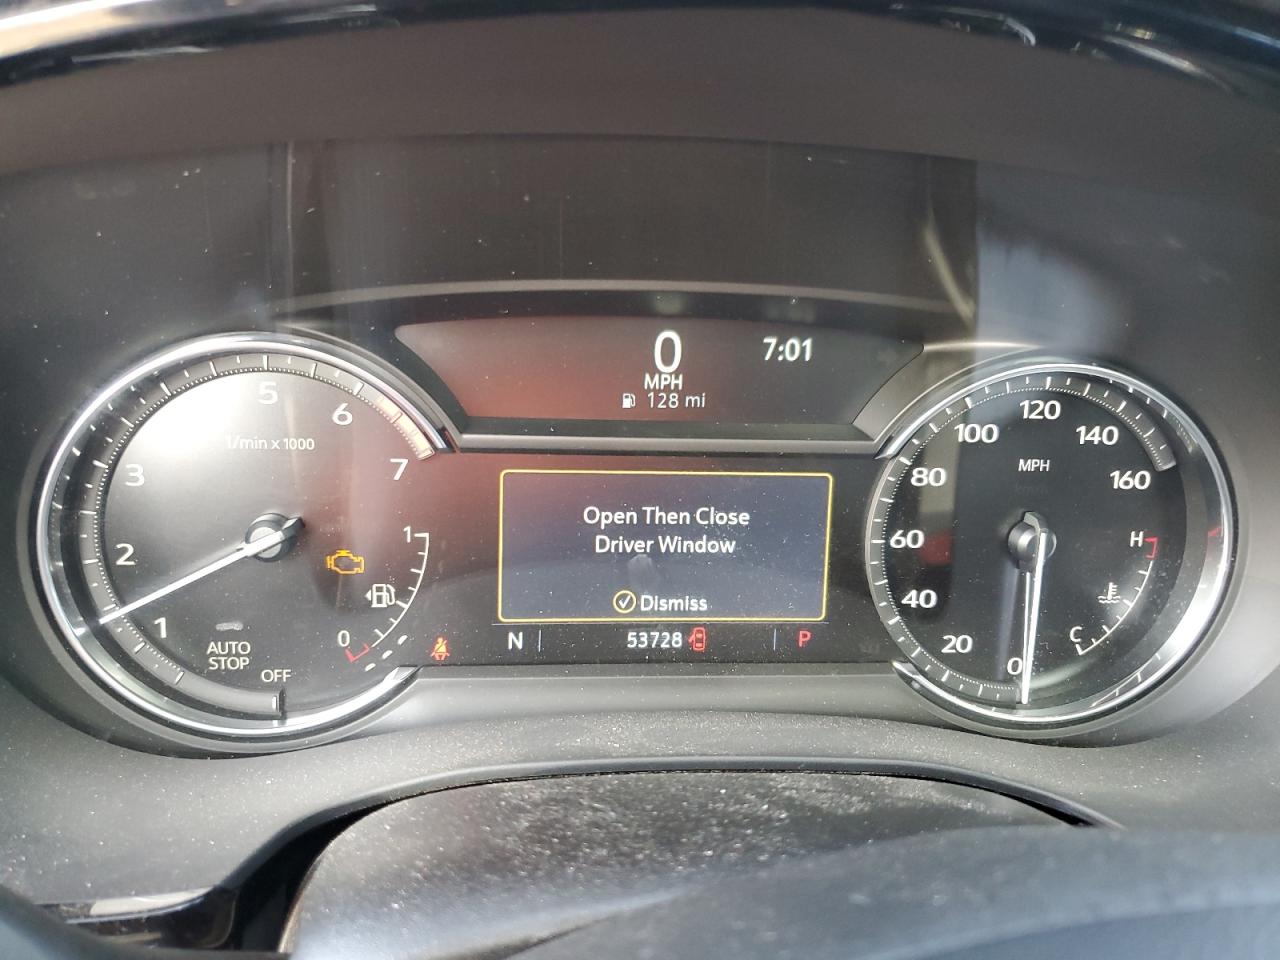 0
7:01
MPH
128 mi
5
6
1/min x 1000
3
7
2
1
1
0
AUTO
STOP
OFF
Open Then Close
Driver Window
Dismiss
N
53728
P
120
100
140
MPH
80
160
60
H
40
20
C
0